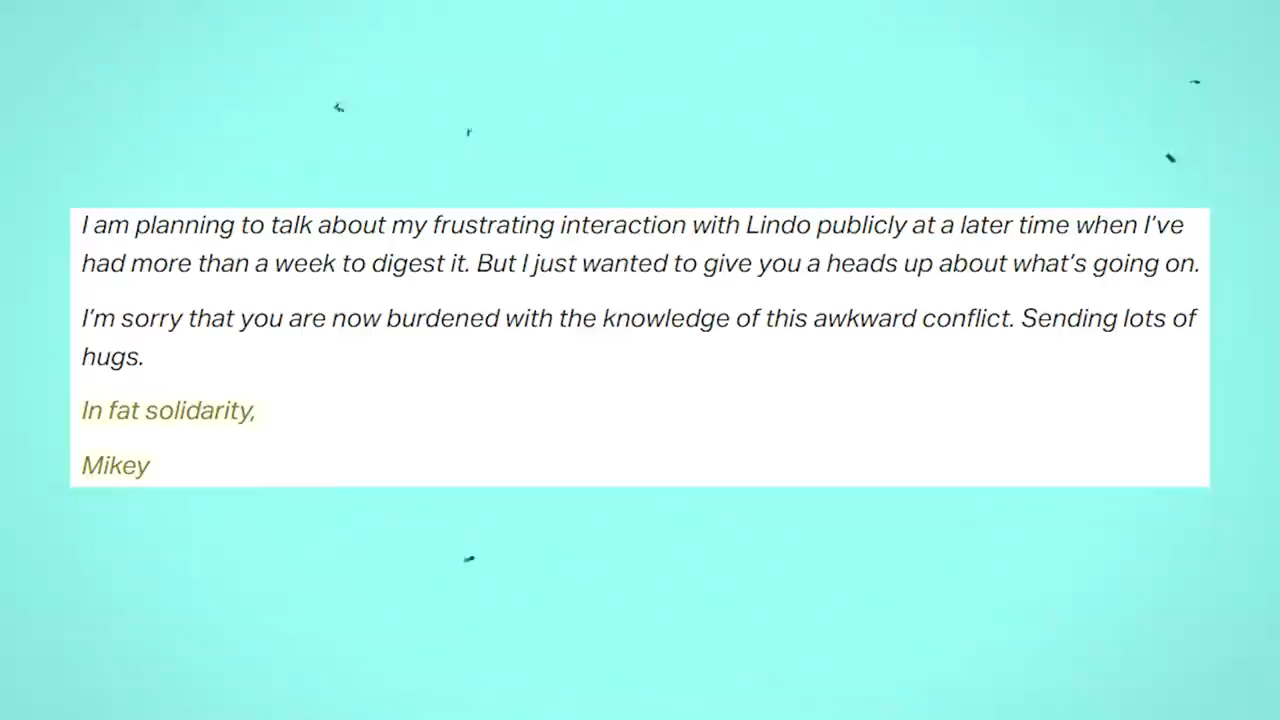 I am planning to talk about my frustrating interaction with Lindo publicly at a later time when I've
had more than a week to digest it. But I just wanted to give you a heads up about what's going on.
I'm sorry that you are now burdened with the knowledge of this awkward conflict. Sending lots of
hugs.
In fat solidarity,
Mikey